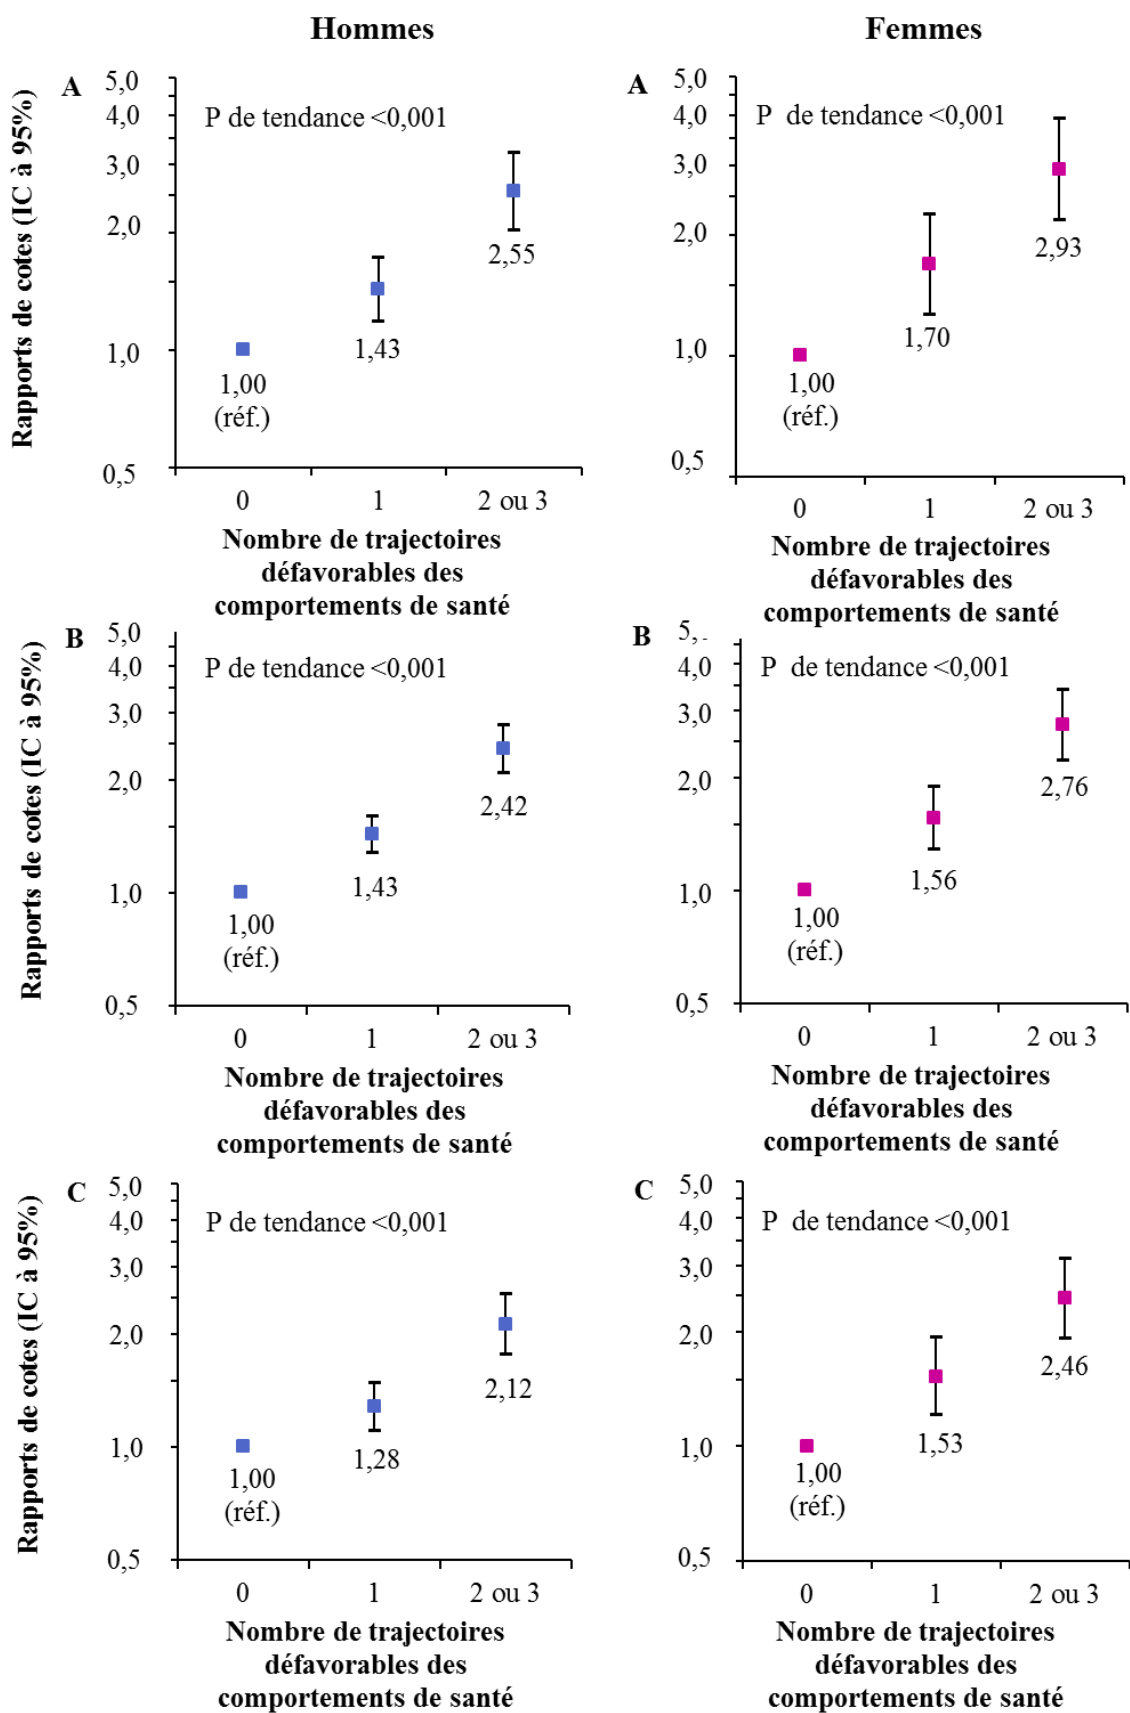 Hommes
Femmes
A
Rapports de cotes (IC à 95%)
5,0
4,0
3,0
2,0
1,0
0,5
P de tendance <0,001
1,00
(réf.)
1,43
2,55
0
1
2 ou 3
Nombre de trajectoires
défavorables des
comportements de santé
A
5,0
4,0
3,0
2,0
1,0
0,5
P de tendance <0,001
1,00
(réf.)
1,70
2,93
0
1
2 ou 3
Nombre de trajectoires
défavorables des
comportements de santé
B
Rapports de cotes (IC à 95%)
5,0
4,0
3,0
2,0
1,0
0,5
P de tendance <0,001
1,00
(réf.)
1,43
2,42
0
1
2 ou 3
Nombre de trajectoires
défavorables des
comportements de santé
B
4,0
3,0
2,0
1,0
0,5
P de tendance <0,001
1,00
(réf.)
1,56
2,76
0
1
2 ou 3
Nombre de trajectoires
défavorables des
comportements de santé
C
Rapports de cotes (IC à 95%)
5,0
4,0
3,0
2,0
1,0
0,5
P de tendance <0,001
1,00
(réf.)
1,28
2,12
0
1
2 ou 3
Nombre de trajectoires
défavorables des
comportements de santé
C
5,0
4,0
3,0
2,0
1,0
0,5
P de tendance <0,001
1,00
(réf.)
1,53
2,46
0
1
2 ou 3
Nombre de trajectoires
défavorables des
comportements de santé